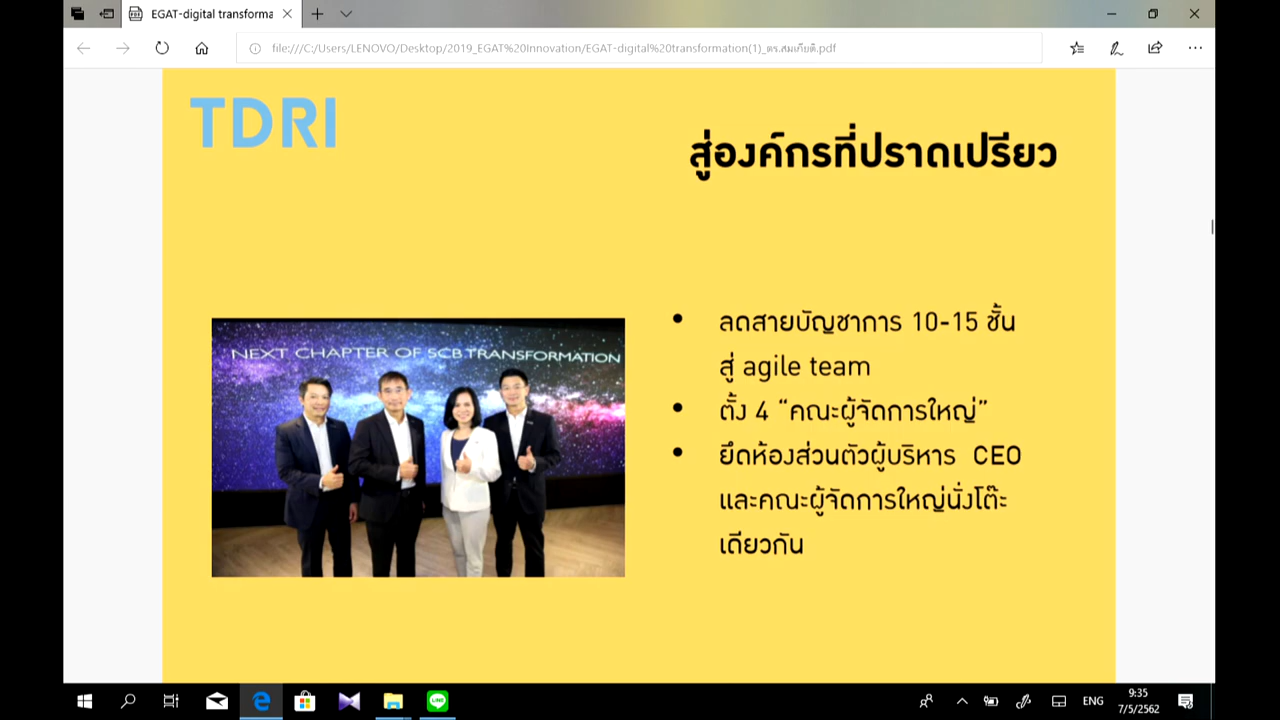 EGAT-digital transforma
file:///C:/Users/LENOVO/Desktop/2019_EGAT%20Innovation/EGAT-digital%20transformation(1)_ดร.สมเกียติ.pdf
TDRI
สู่องค์กรที่ปราดเปรียว
NEXT CHAPTER OF SCB TRANSFORMATION
• ลดสายบัญชาการ 10-15 ชั้น
สู่ agile team
• ตั้ง 4 “คณะผู้จัดการใหญ่”
• ยึดห้องส่วนตัวผู้บริหาร CEO
และคณะผู้จัดการใหญ่นั่งโต๊ะ
เดียวกัน
ENG
9:35
7/5/2562